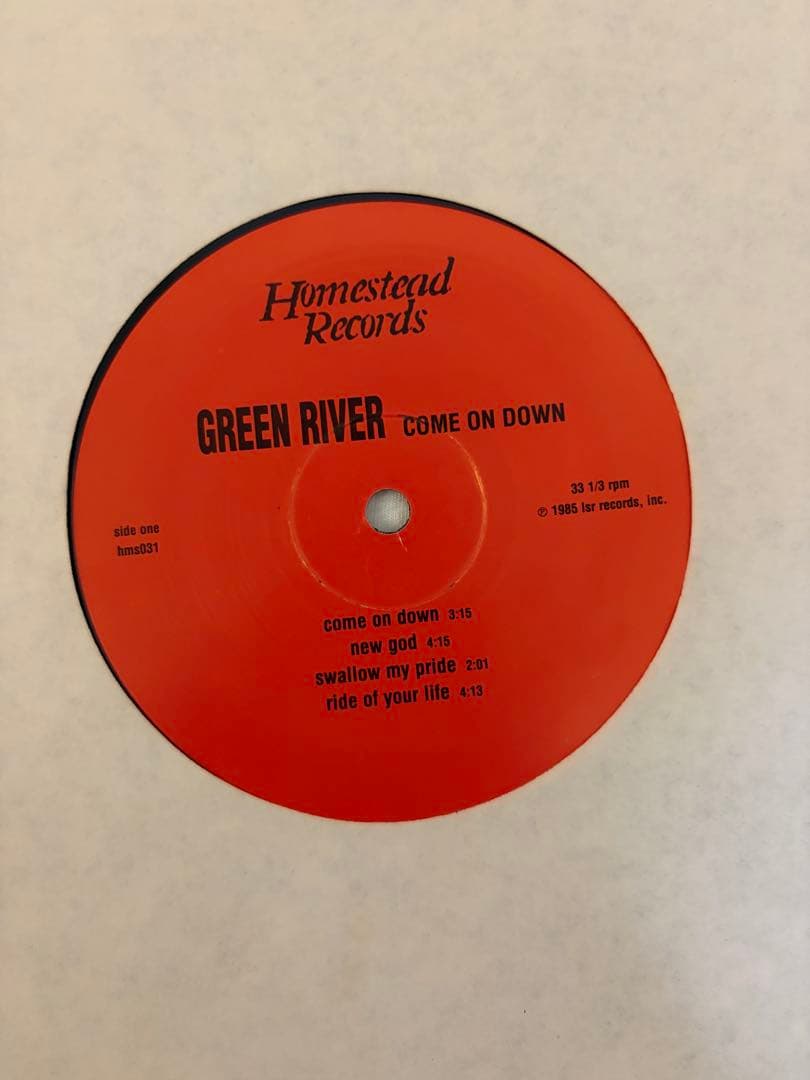 Homestead
Records
GREEN RIVER COME ON DOWN
33 1/3 rpm
℗ 1985 lsr records, inc.
side one
hms031
come on down 3:15
new god 4:15
swallow my pride 2:01
ride of your life 4:13